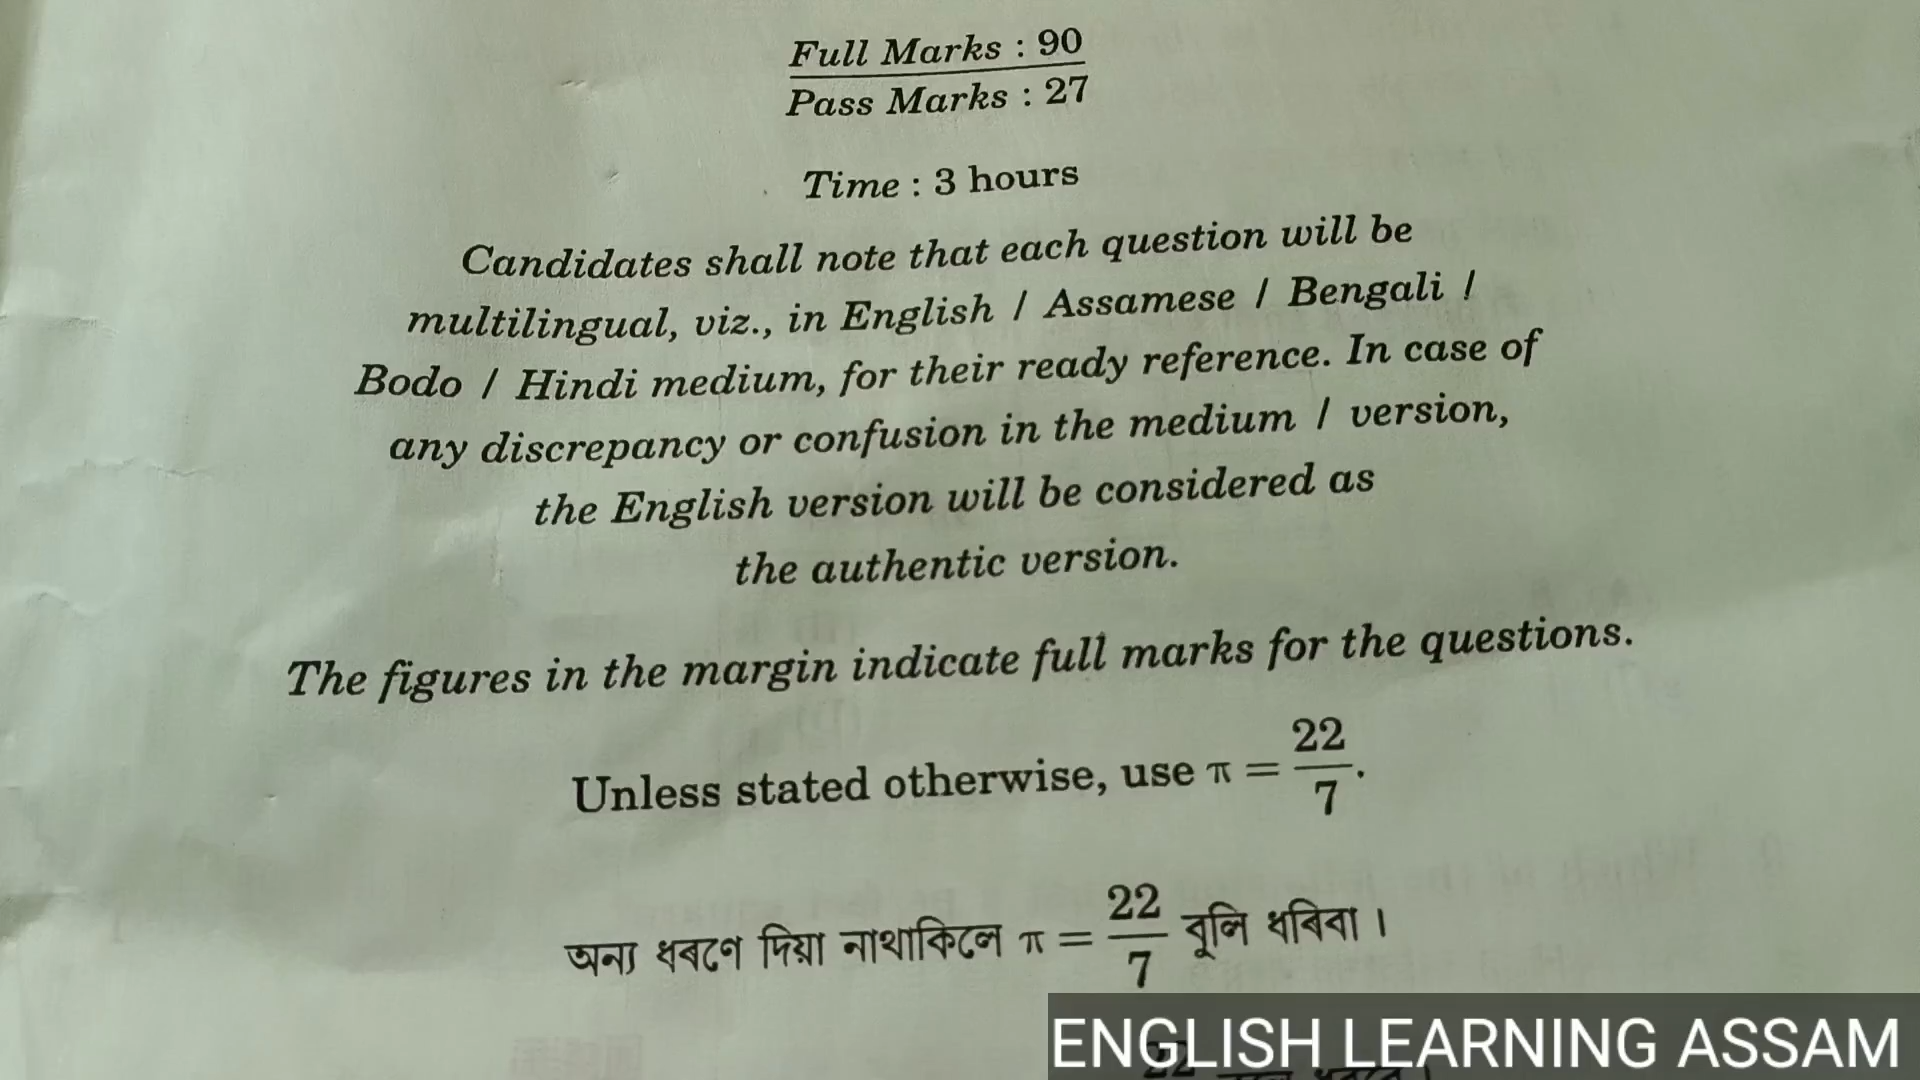 Full Marks : 90
Pass Marks : 27
Time : 3 hours
Candidates shall note that each question will be
multilingual, viz., in English / Assamese / Bengali /
Bodo / Hindi medium, for their ready reference. In case of
any discrepancy or confusion in the medium / version,
the English version will be considered as
the authentic version.
The figures in the margin indicate full marks for the questions.
Unless stated otherwise, use π = 22/7.
অন্য ধৰণে দিয়া নাথাকিলে π = 22/7 বুলি ধৰিবা ।
ENGLISH LEARNING ASSAM
22